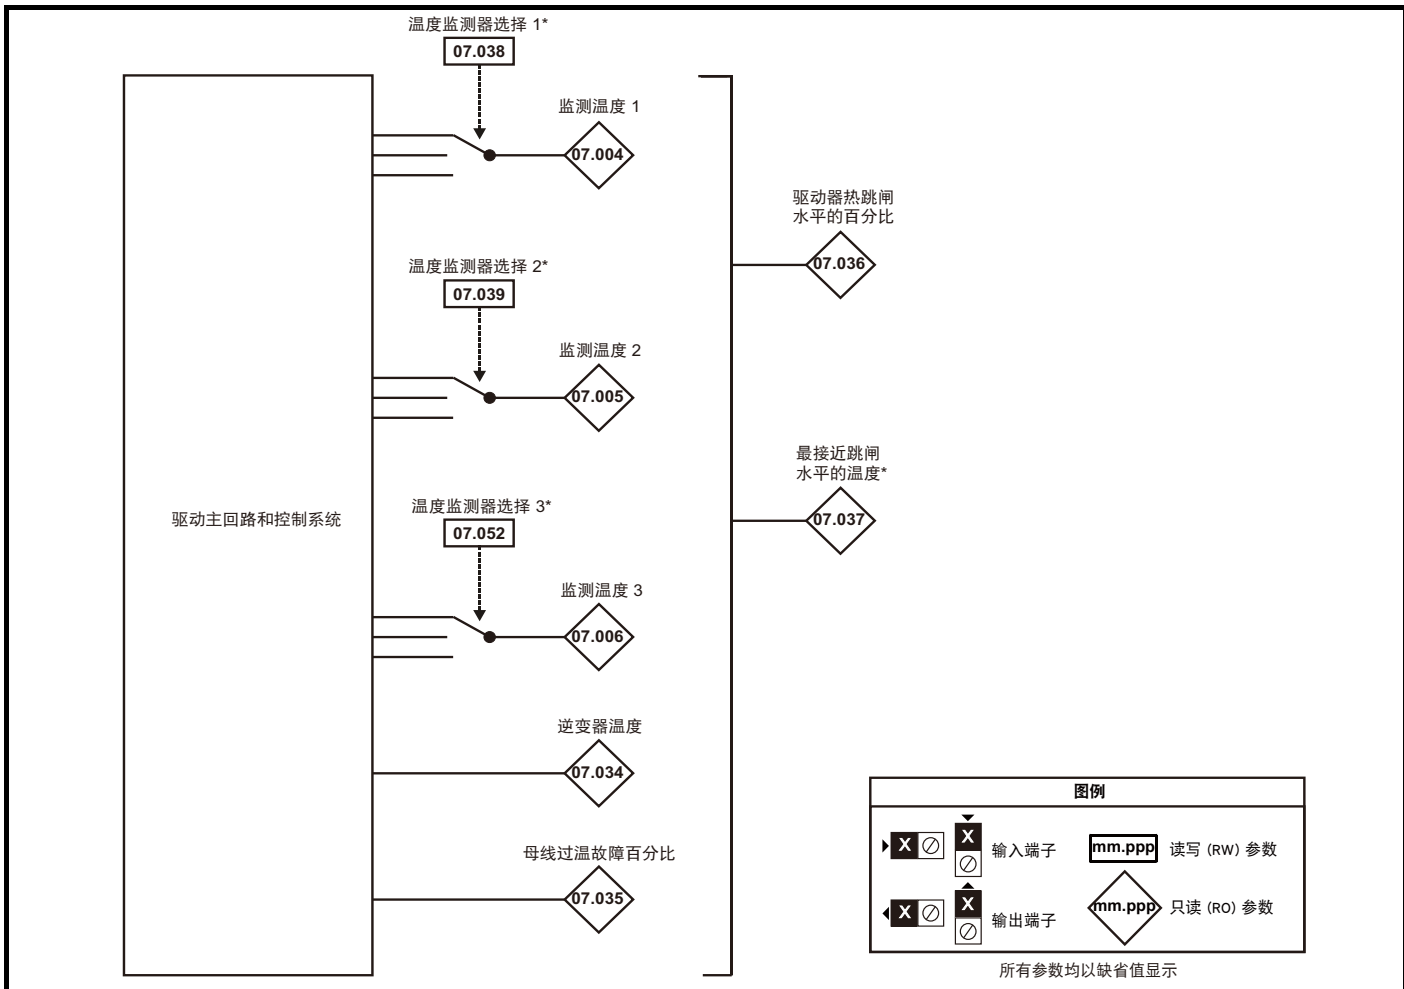 温度监测器选择 1*
07.038
监测温度 1
07.004
驱动器热跳闸
水平的百分比
07.036
温度监测器选择 2*
07.039
监测温度 2
07.005
最接近跳闸
水平的温度*
07.037
驱动主回路和控制系统
温度监测器选择 3*
07.052
监测温度 3
07.006
逆变器温度
07.034
母线过温故障百分比
07.035
图例
X
X
输入端子
mm.ppp
读写 (RW) 参数
X
X
输出端子
mm.ppp
只读 (RO) 参数
所有参数均以缺省值显示